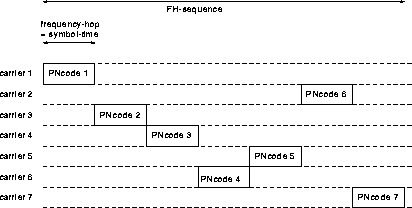 FH-sequence
frequency-hop
= symbol-time
carrier 1 PNcode 1
carrier 2 PNcode 6
carrier 3 PNcode 2
carrier 4 PNcode 3
carrier 5 PNcode 5
carrier 6 PNcode 4
carrier 7 PNcode 7